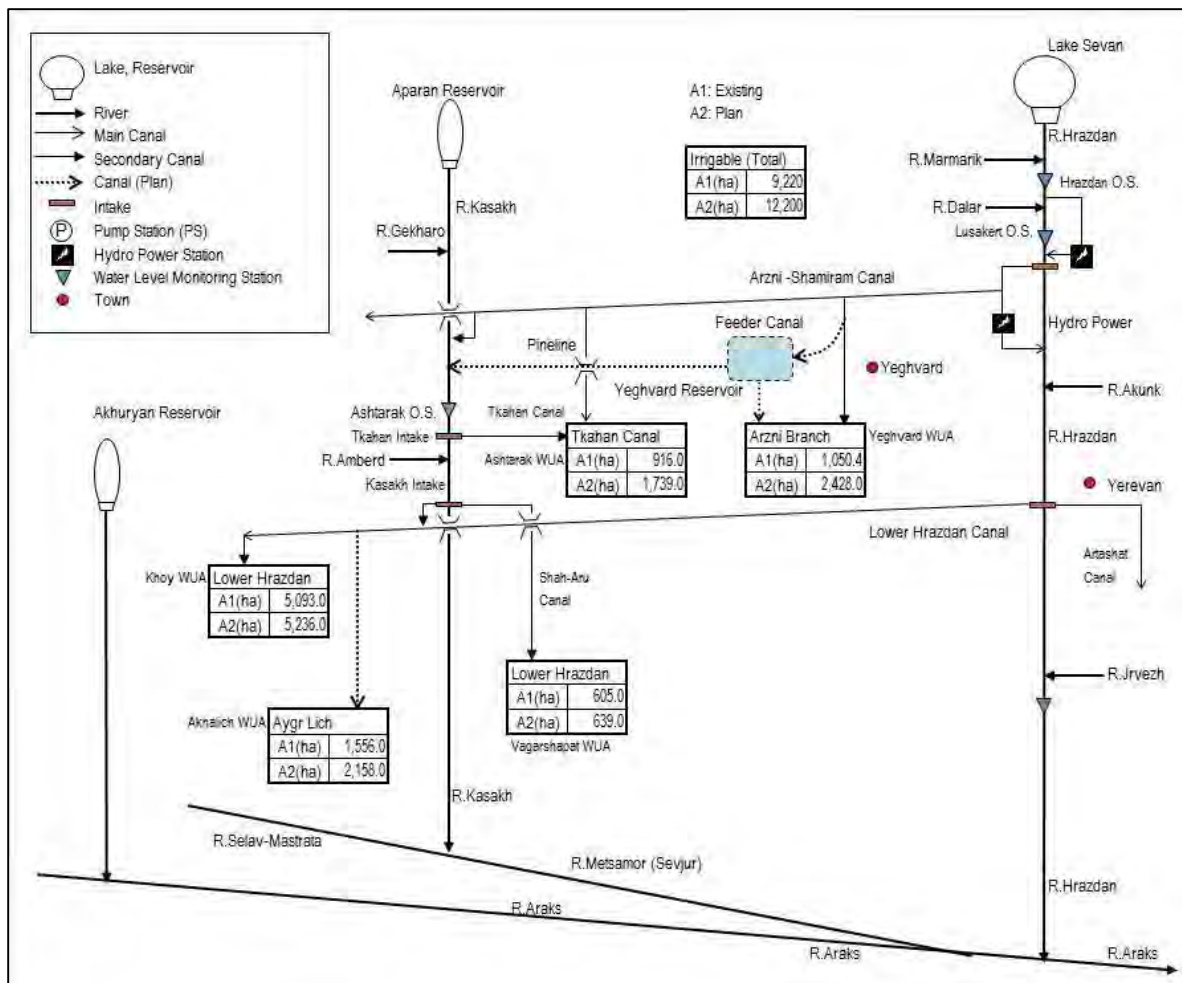 Lake, Reservoir
River
Main Canal
Secondary Canal
Canal (Plan)
Intake
P Pump Station (PS)
Hydro Power Station
Water Level Monitoring Station
Town
Aparan Reservoir
A1: Existing
A2: Plan
Irrigable (Total)
A1(ha) 9,220
A2(ha) 12,200
Lake Sevan
R.Hrazdan
R.Marmarik
Hrazdan O.S.
R.Dalar
Lusakert O.S.
R.Kasakh
R.Gekharo
Arzni -Shamiram Canal
Hydro Power
Feeder Canal
Pineline
Yeghvard
Yeghvard Reservoir
R.Akunk
Akhuryan Reservoir
Ashtarak O.S.
Tkahan Canal
Tkahan Intake
R.Amberd
Kasakh Intake
Ashtarak WUA
Tkahan Canal
A1(ha) 916.0
A2(ha) 1,739.0
Arzni Branch
A1(ha) 1,050.4
A2(ha) 2,428.0
Yeghvard WUA
R.Hrazdan
Yerevan
Lower Hrazdan Canal
Artashat
Canal
Khoy WUA
Lower Hrazdan
A1(ha) 5,093.0
A2(ha) 5,236.0
Shah-Aru
Canal
Lower Hrazdan
A1(ha) 605.0
A2(ha) 639.0
Vagarshapat WUA
R.Jrvezh
Aknalich WUA
Aygr Lich
A1(ha) 1,556.0
A2(ha) 2,158.0
R.Kasakh
R.Selav-Mastrata
R.Metsamor (Sevjur)
R.Hrazdan
R.Araks
R.Araks
R.Araks